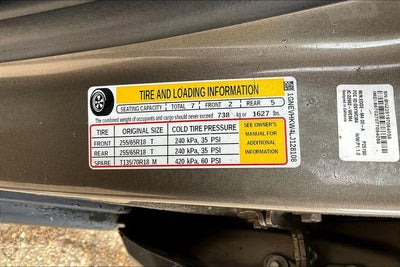 TIRE AND LOADING INFORMATION
SEATING CAPACITY TOTAL 7 FRONT 2 REAR 5
The combined weight of occupants and cargo should never exceed 738 kg or 1627 lbs
TIRE ORIGINAL SIZE COLD TIRE PRESSURE
FRONT 255/65R18 T 240 kPa, 35 PSI
REAR 255/65R18 T 240 kPa, 35 PSI
SPARE T135/70R18 M 420 kPa, 60 PSI
SEE OWNER'S
MANUAL FOR
ADDITIONAL
INFORMATION
1GNEVHKW4LJ128108